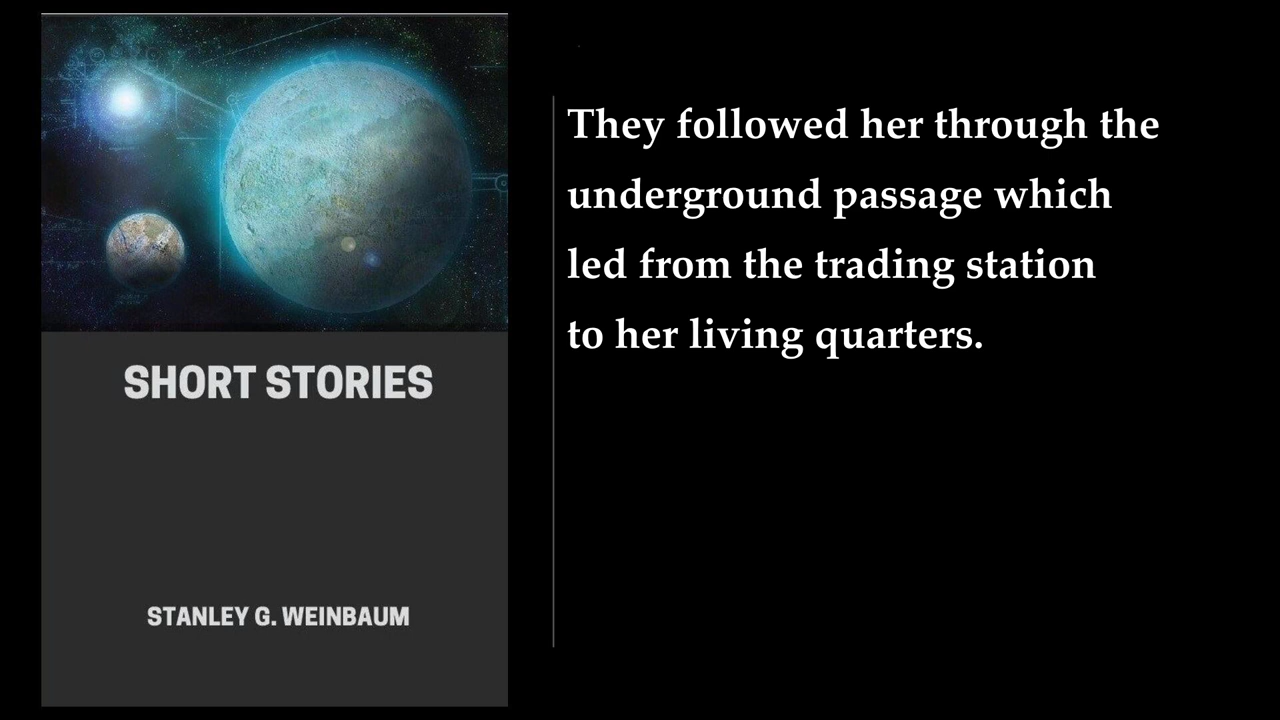 SHORT STORIES
STANLEY G. WEINBAUM
They followed her through the
underground passage which
led from the trading station
to her living quarters.